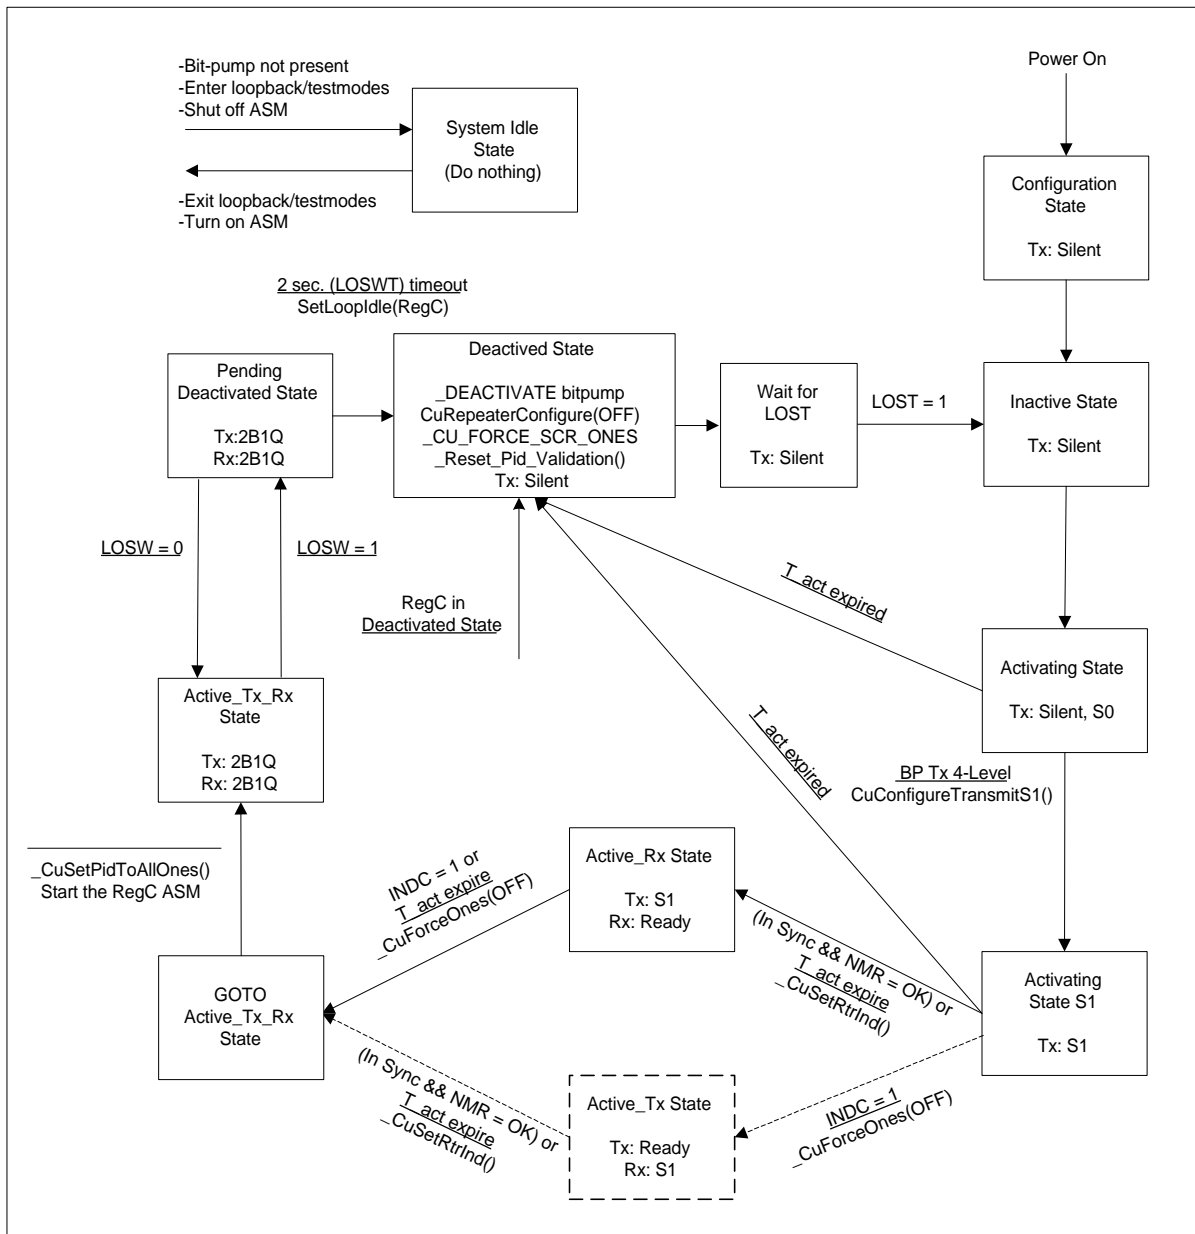 -Bit-pump not present
-Enter loopback/testmodes
-Shut off ASM
System Idle
State
(Do nothing)
-Exit loopback/testmodes
-Turn on ASM
Power On
Configuration
State
Tx: Silent
2 sec. (LOSWT) timeout
SetLoopIdle(RegC)
Pending
Deactivated State
Tx:2B1Q
Rx:2B1Q
Deactived State
_DEACTIVATE bitpump
CuRepeaterConfigure(OFF)
_CU_FORCE_SCR_ONES
_Reset_Pid_Validation()
Tx: Silent
Wait for
LOST
Tx: Silent
LOST = 1
Inactive State
Tx: Silent
LOSW = 0
LOSW = 1
RegC in
Deactivated State
T_act expired
T_act expired
Activating State
Tx: Silent, S0
BP Tx 4-Level
CuConfigureTransmitS1()
Active_Tx_Rx
State
Tx: 2B1Q
Rx: 2B1Q
_CuSetPidToAllOnes()
Start the RegC ASM
INDC = 1 or
T_act expire
_CuForceOnes(OFF)
Active_Rx State
Tx: S1
Rx: Ready
(In Sync && NMR = OK) or
T_act expire
_CuSetRtrInd()
GOTO
Active_Tx_Rx
State
Activating
State S1
Tx: S1
(In Sync && NMR = OK) or
T_act expire
_CuSetRtrInd()
Active_Tx State
Tx: Ready
Rx: S1
INDC = 1
_CuForceOnes(OFF)